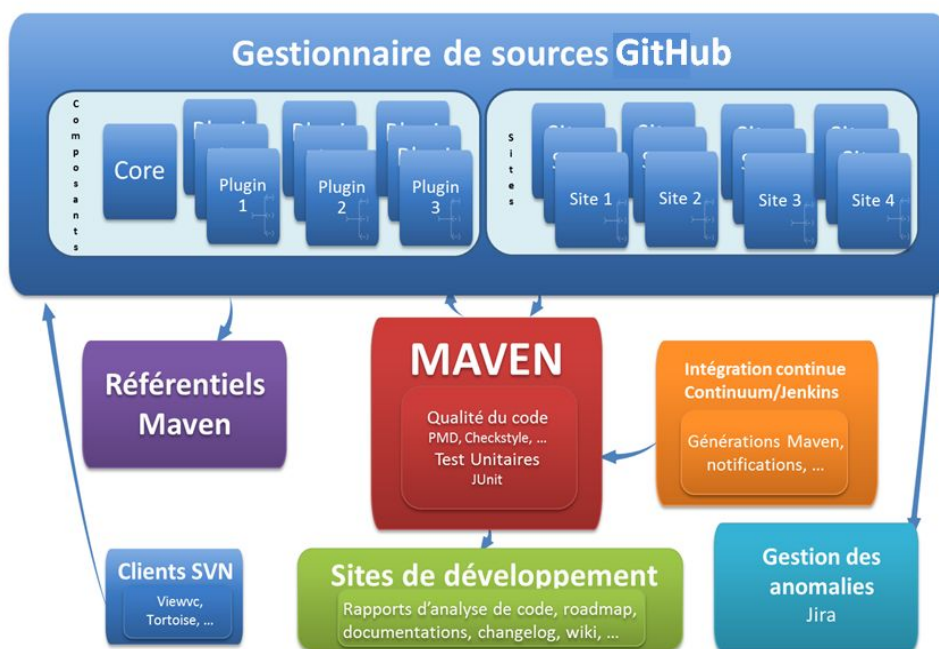 Gestionnaire de sources GitHub
Composants
Core
Plugin
1
Plugin
2
Plugin
3
Sites
Site 1
Site 2
Site 3
Site 4
Référentiels
Maven
MAVEN
Qualité du code
PMD, Checkstyle, ...
Test Unitaires
JUnit
Intégration continue
Continuum/Jenkins
Générations Maven,
notifications, ...
Clients SVN
Viewvc,
Tortoise, ...
Sites de développement
Rapports d'analyse de code, roadmap,
documentations, changelog, wiki, ...
Gestion des
anomalies
Jira